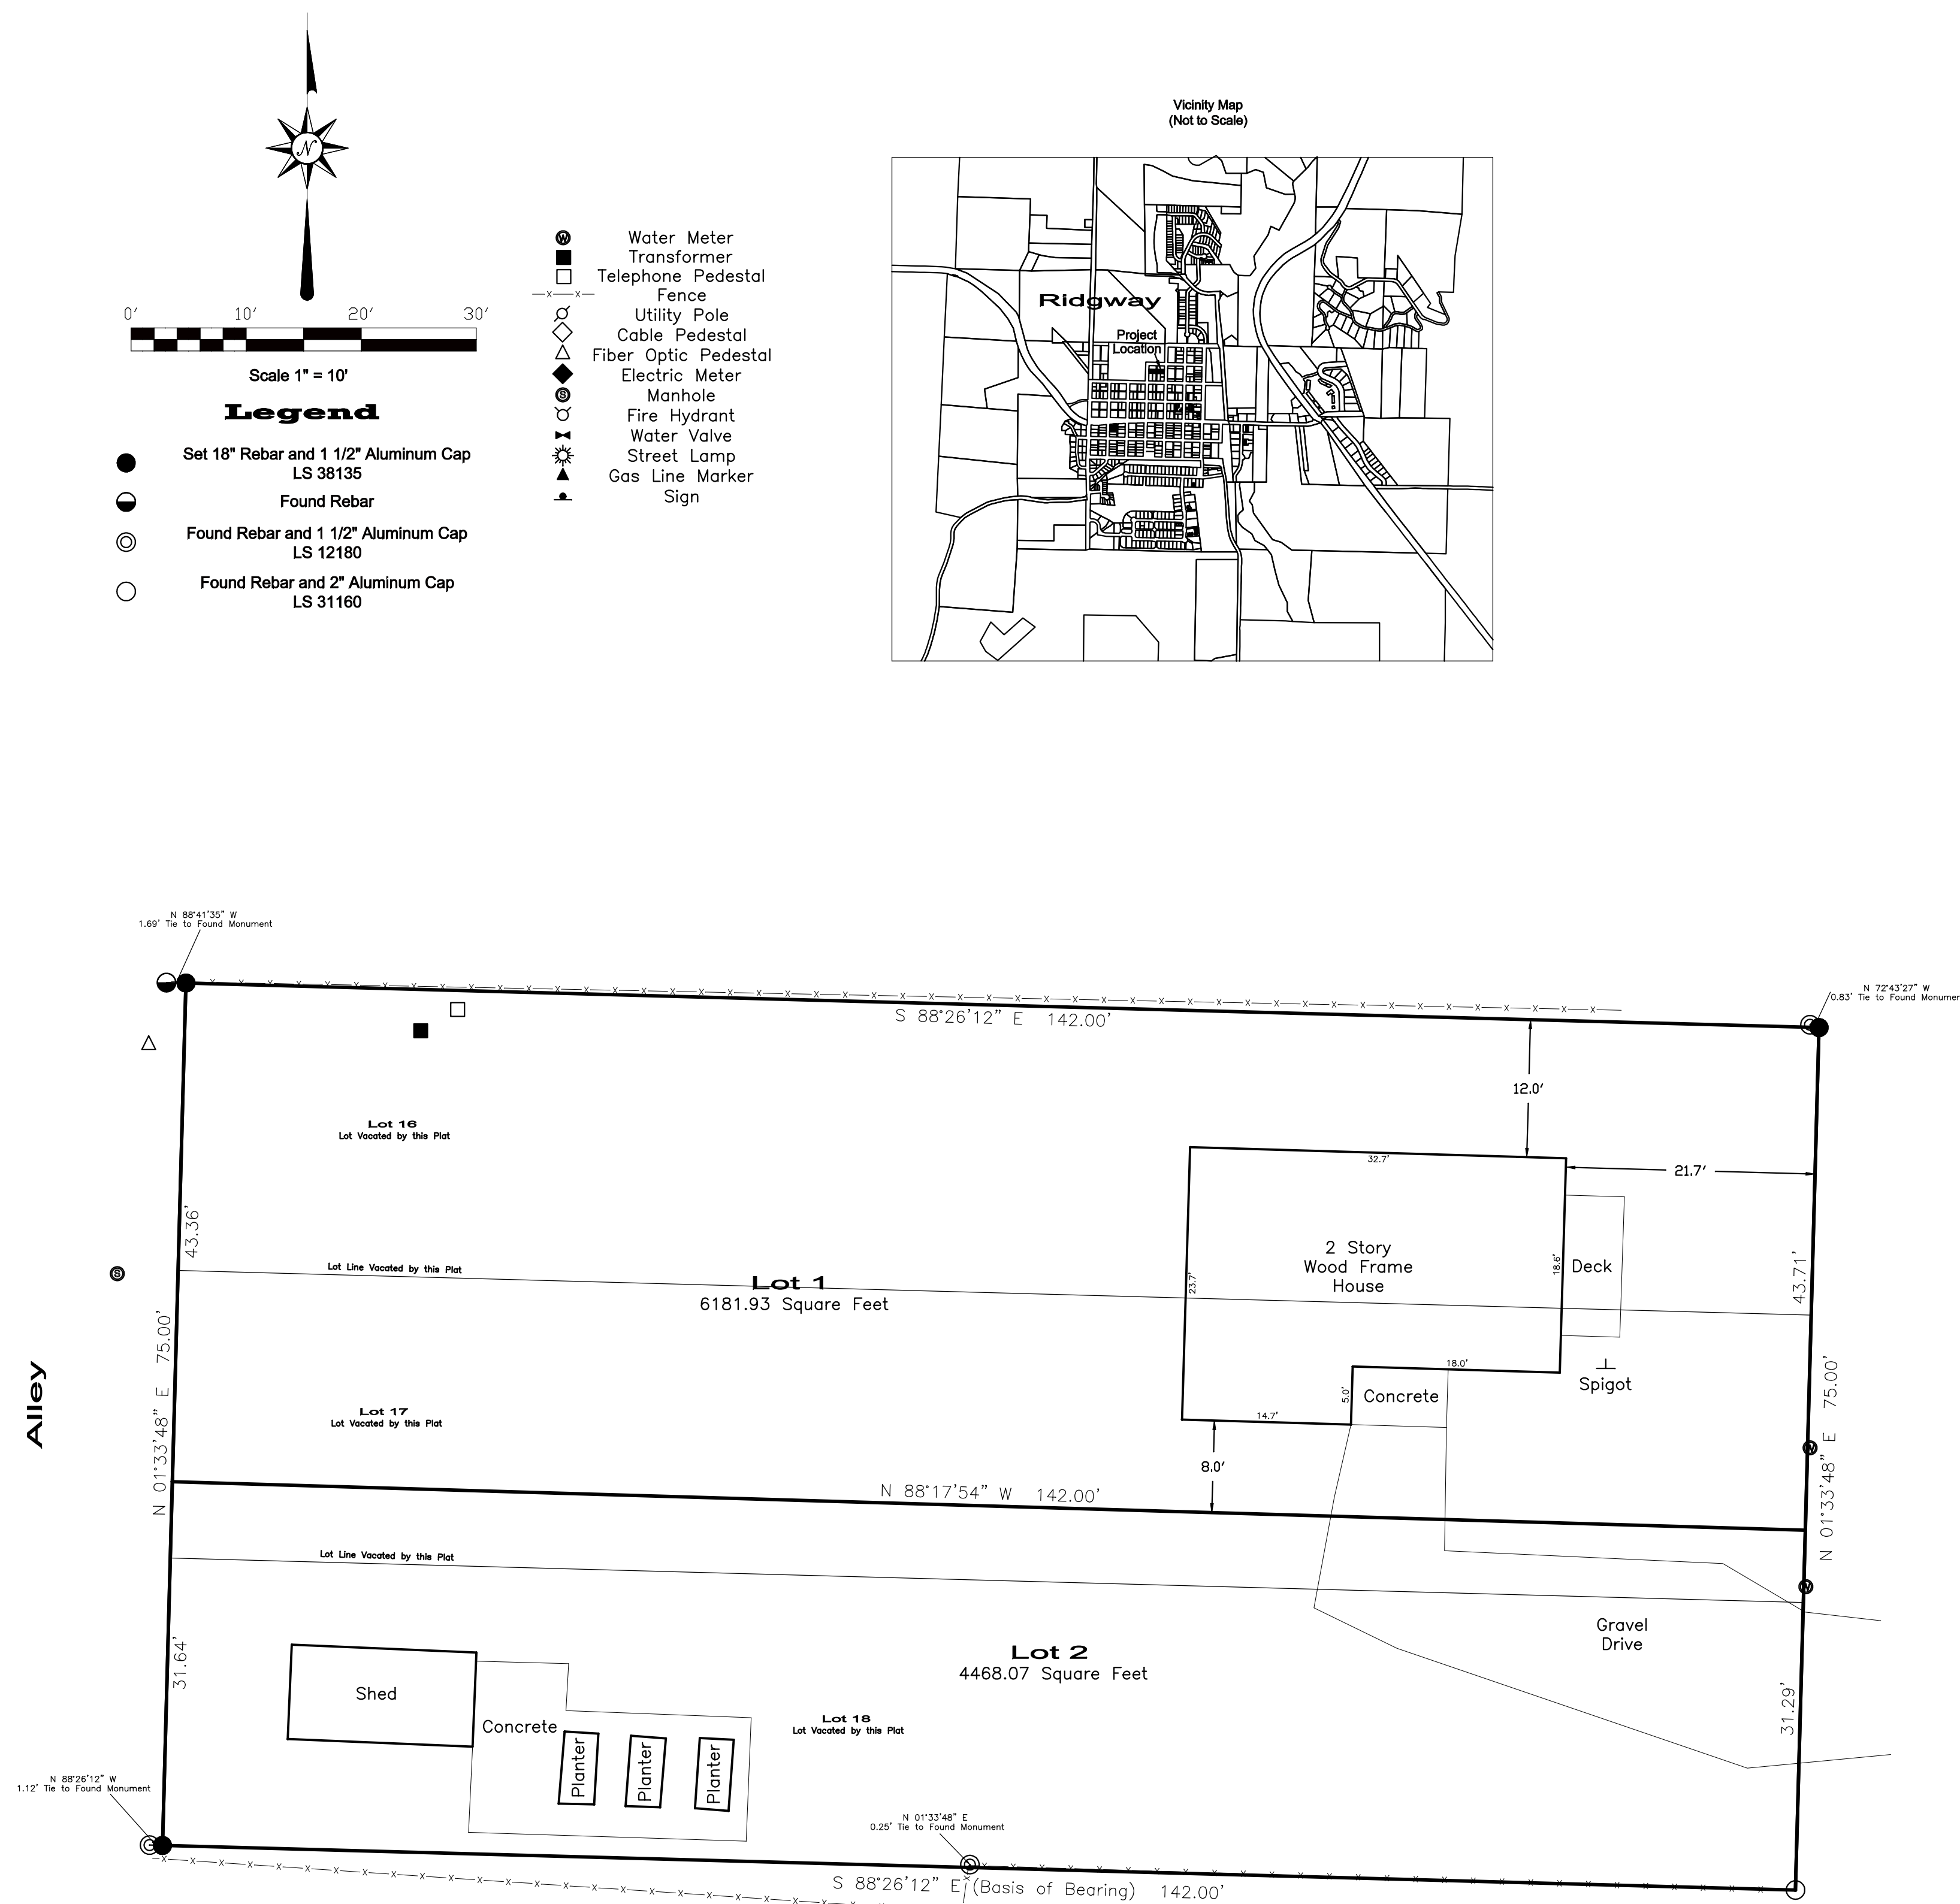 Vicinity Map
(Not to Scale)
N
0' 10' 20' 30'
Scale 1" = 10'
Legend
Set 18" Rebar and 1 1/2" Aluminum Cap
LS 38135
Found Rebar
Found Rebar and 1 1/2" Aluminum Cap
LS 12180
Found Rebar and 2" Aluminum Cap
LS 31160
W Water Meter
Transformer
Telephone Pedestal
—x—x— Fence
Utility Pole
Cable Pedestal
Fiber Optic Pedestal
Electric Meter
S Manhole
Fire Hydrant
Water Valve
Street Lamp
Gas Line Marker
Sign
Ridgway
Project
Location
N 88°41'35" W
1.69' Tie to Found Monument
N 72°43'27" W
0.83' Tie to Found Monumen
S 88°26'12" E 142.00'
12.0'
Lot 16
Lot Vacated by this Plat
32.7'
21.7'
43.36'
2 Story
Wood Frame
House
23.7'
18.6'
Deck
43.71'
S
Lot Line Vacated by this Plat
Lot 1
6181.93 Square Feet
N 01°33'48" E 75.00'
Alley
18.0'
5.0'
Concrete
Spigot
14.7'
Lot 17
Lot Vacated by this Plat
8.0'
W
N 01°33'48" E 75.00'
N 88°17'54" W 142.00'
Lot Line Vacated by this Plat
W
Gravel
Drive
31.64'
Lot 2
4468.07 Square Feet
Shed
Concrete
Lot 18
Lot Vacated by this Plat
31.29'
Planter
Planter
Planter
N 88°26'12" W
1.12' Tie to Found Monument
N 01°33'48" E
0.25' Tie to Found Monument
S 88°26'12" E (Basis of Bearing) 142.00'